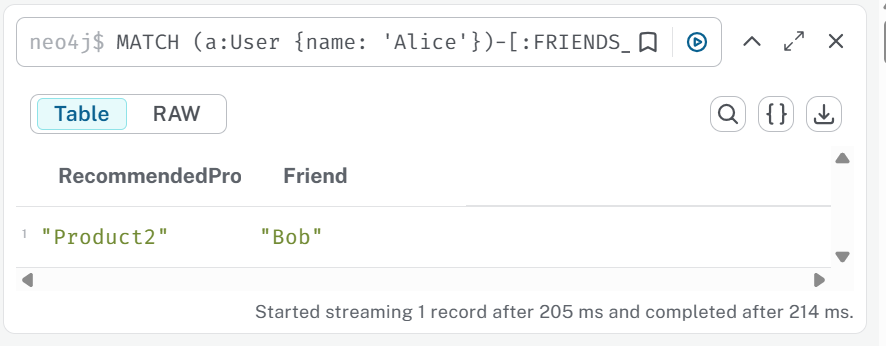 neo4j$ MATCH (a:User {name: 'Alice'})-[:FRIENDS_
Table RAW
{}
RecommendedPro Friend
1 "Product2" "Bob"
Started streaming 1 record after 205 ms and completed after 214 ms.